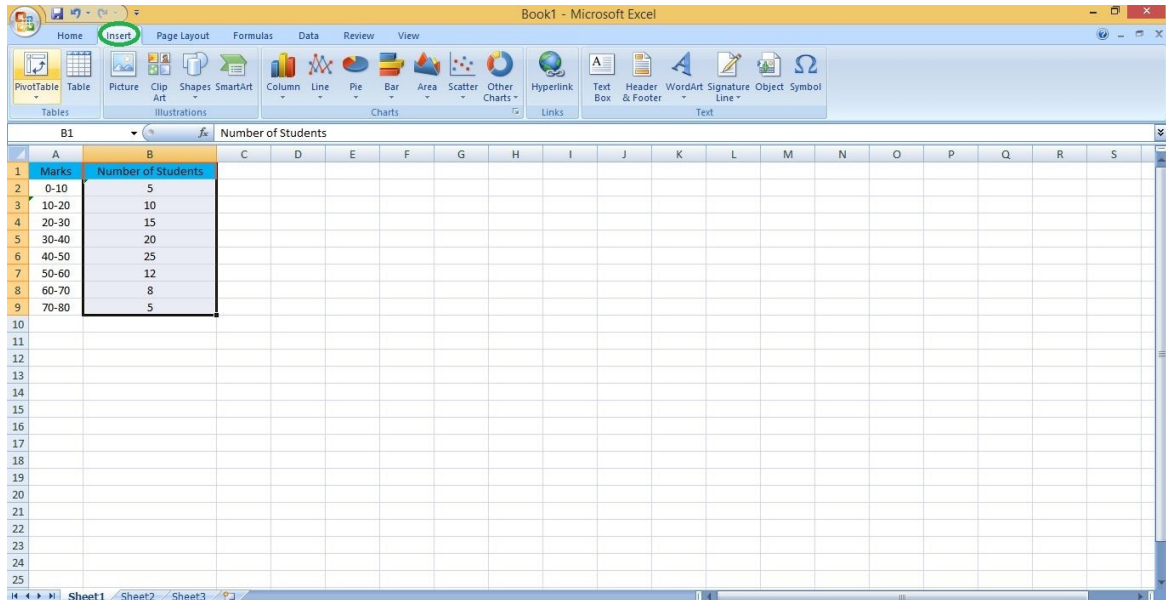 Book1 - Microsoft Excel
Home Insert Page Layout Formulas Data Review View
PivotTable Table Picture Clip Art Shapes SmartArt Column Line Pie Bar Area Scatter Other Charts Hyperlink Text Box Header & Footer WordArt Signature Line Object Symbol
Tables Illustrations Charts Links Text
B1 fx Number of Students
A B C D E F G H I J K L M N O P Q R S
1 Marks Number of Students
2 0-10 5
3 10-20 10
4 20-30 15
5 30-40 20
6 40-50 25
7 50-60 12
8 60-70 8
9 70-80 5
10
11
12
13
14
15
16
17
18
19
20
21
22
23
24
25
Sheet1 Sheet2 Sheet3